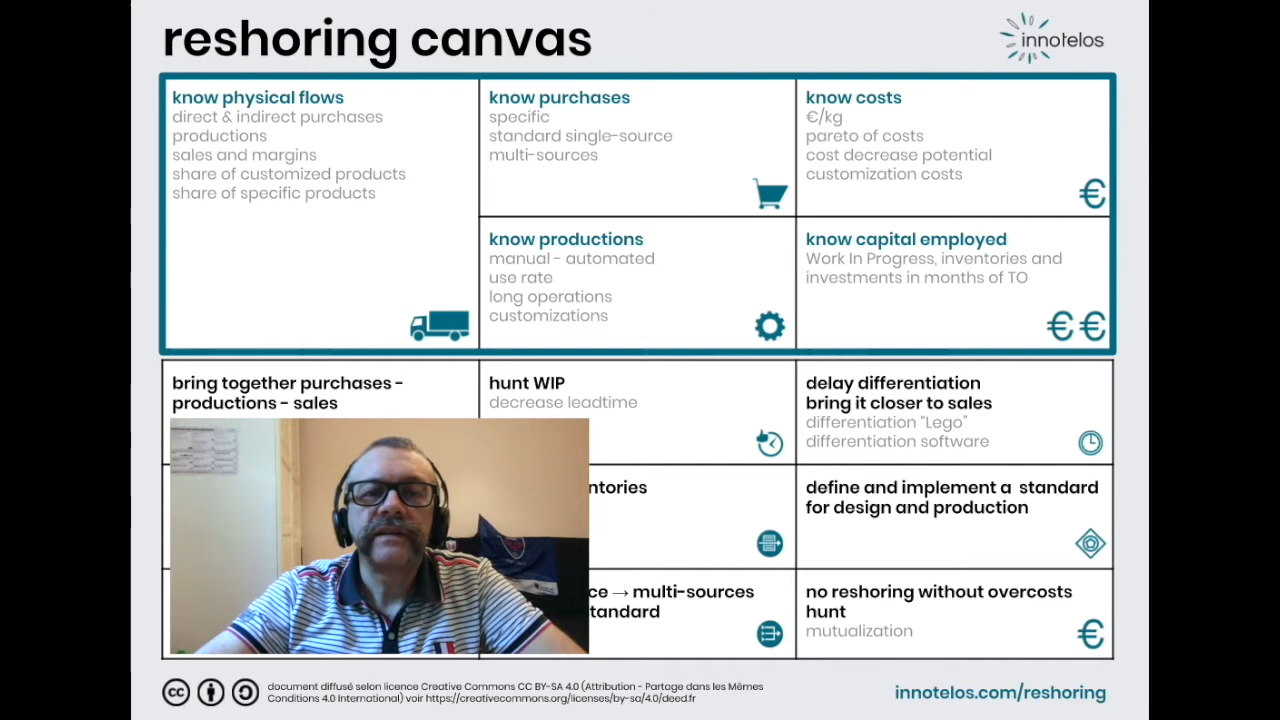 reshoring canvas
innotelos
know physical flows
direct & indirect purchases
productions
sales and margins
share of customized products
share of specific products
know purchases
specific
standard single-source
multi-sources
know costs
€/kg
pareto of costs
cost decrease potential
customization costs
€
know productions
manual - automated
use rate
long operations
customizations
know capital employed
Work In Progress, inventories and
investments in months of TO
€ €
bring together purchases -
productions - sales
hunt WIP
decrease leadtime
delay differentiation
bring it closer to sales
differentiation "Lego"
differentiation software
ntories
define and implement a standard
for design and production
ce → multi-sources
tandard
no reshoring without overcosts
hunt
mutualization
€
cc
document diffusé selon licence Creative Commons CC BY-SA 4.0 (Attribution - Partage dans les Mêmes
Conditions 4.0 International) voir https://creativecommons.org/licenses/by-sa/4.0/deed.fr
innotelos.com/reshoring